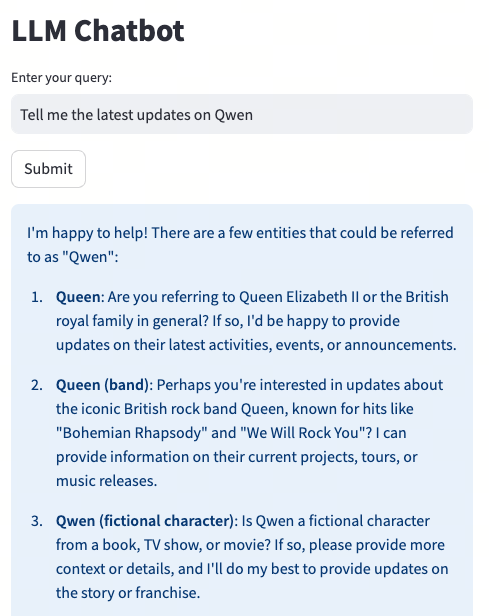 LLM Chatbot
Enter your query:
Tell me the latest updates on Qwen
Submit
I'm happy to help! There are a few entities that could be referred
to as "Qwen":
1. Queen: Are you referring to Queen Elizabeth II or the British
royal family in general? If so, I'd be happy to provide
updates on their latest activities, events, or announcements.
2. Queen (band): Perhaps you're interested in updates about
the iconic British rock band Queen, known for hits like
"Bohemian Rhapsody" and "We Will Rock You"? I can
provide information on their current projects, tours, or
music releases.
3. Qwen (fictional character): Is Qwen a fictional character
from a book, TV show, or movie? If so, please provide more
context or details, and I'll do my best to provide updates on
the story or franchise.